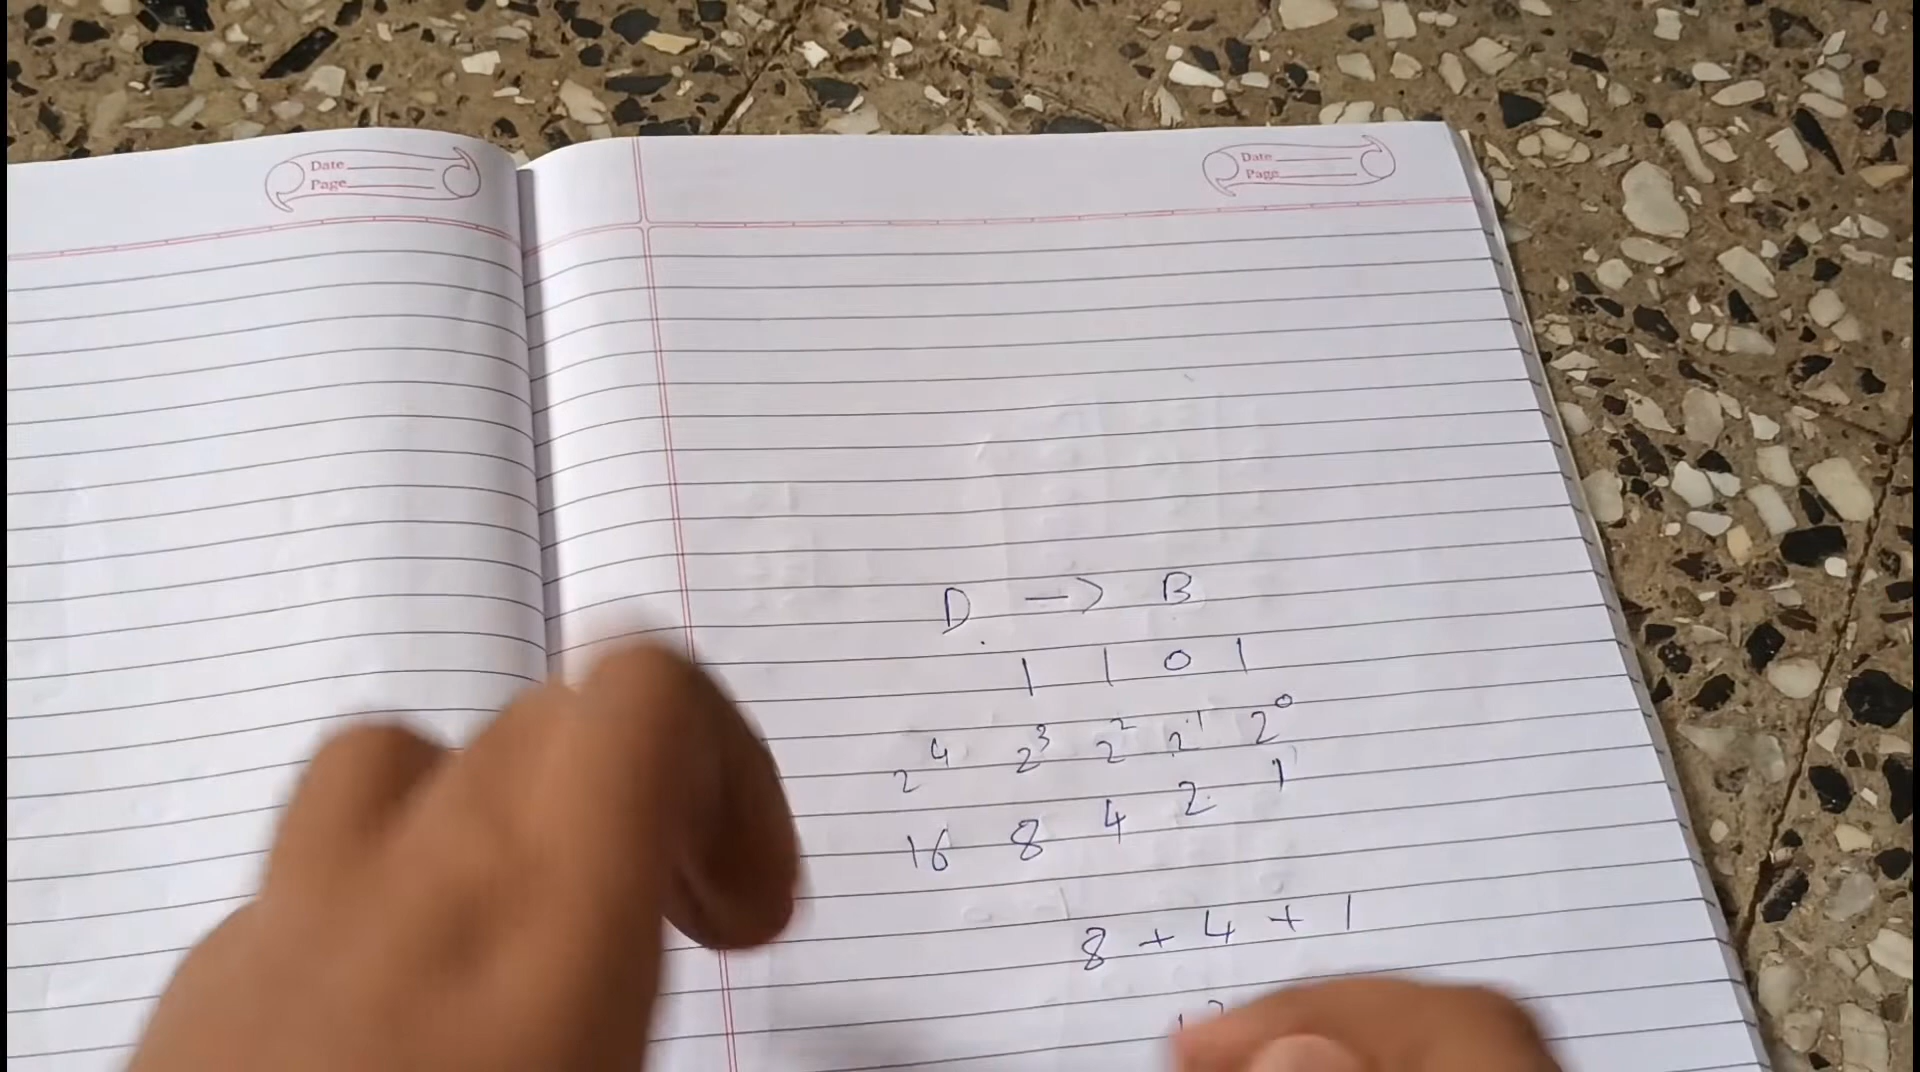 Date
Page
Date
Page
D → B
1 1 0 1
2⁴ 2³ 2² 2¹ 2⁰
16 8 4 2 1
8 + 4 + 1